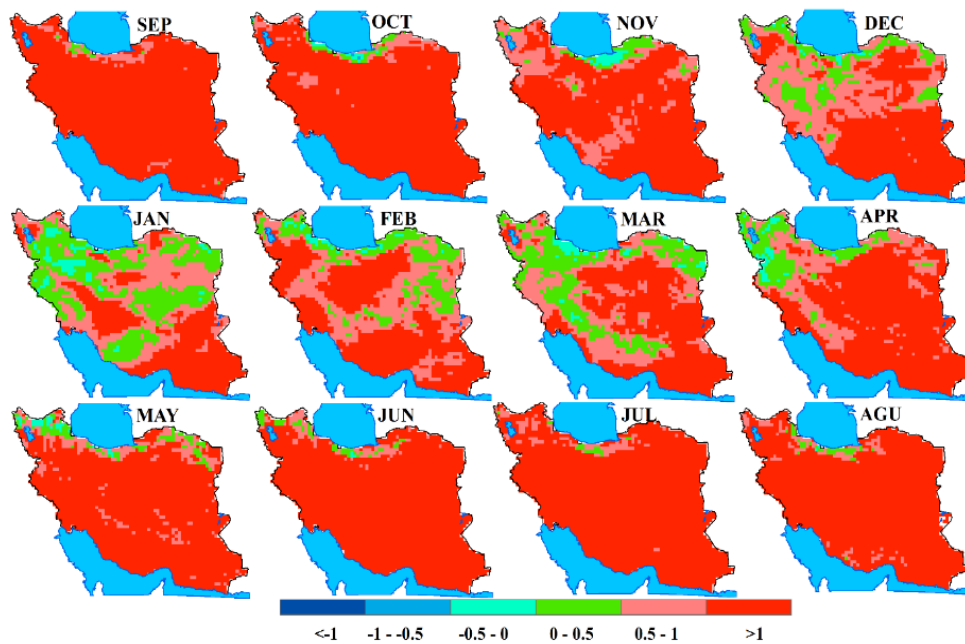 SEP OCT NOV DEC
JAN FEB MAR APR
MAY JUN JUL AGU
<-1 -1 - -0.5 -0.5 - 0 0 - 0.5 0.5 - 1 >1